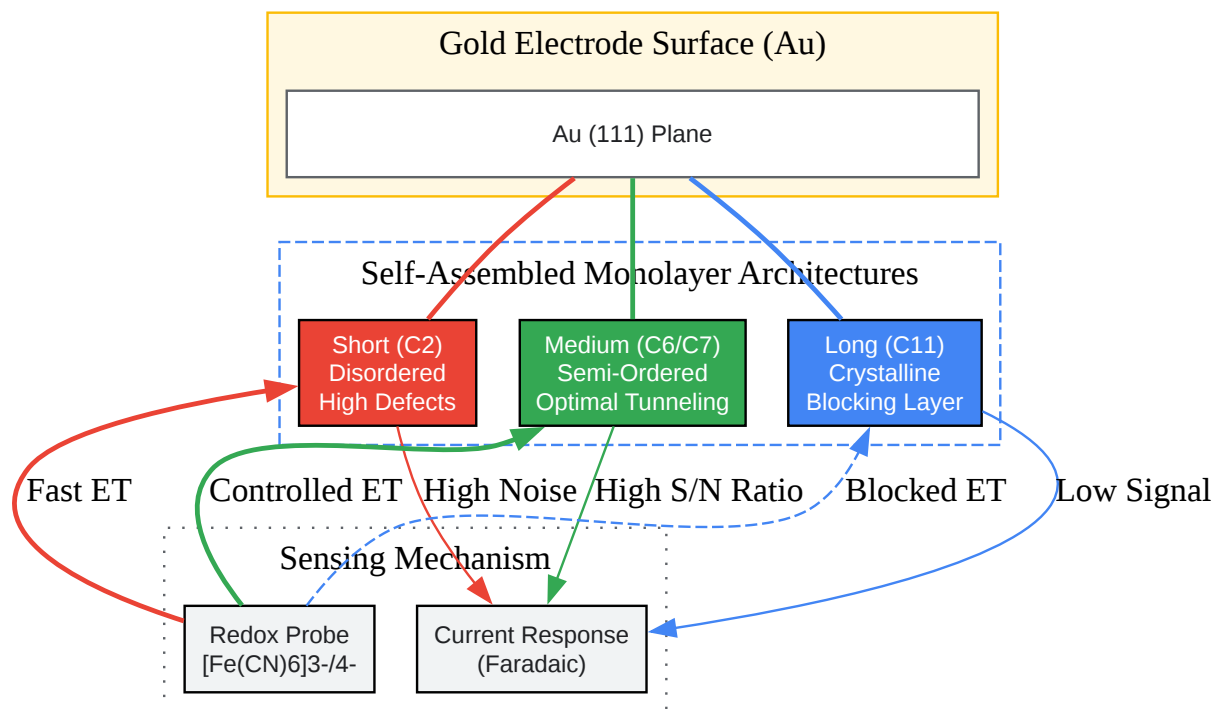 Gold Electrode Surface (Au)
Au (111) Plane
Self-Assembled Monolayer Architectures
Short (C2)
Disordered
High Defects
Medium (C6/C7)
Semi-Ordered
Optimal Tunneling
Long (C11)
Crystalline
Blocking Layer
Fast ET
Controlled ET
High Noise
High S/N Ratio
Blocked ET
Low Signal
Sensing Mechanism
Redox Probe
[Fe(CN)6]3-/4-
Current Response
(Faradaic)